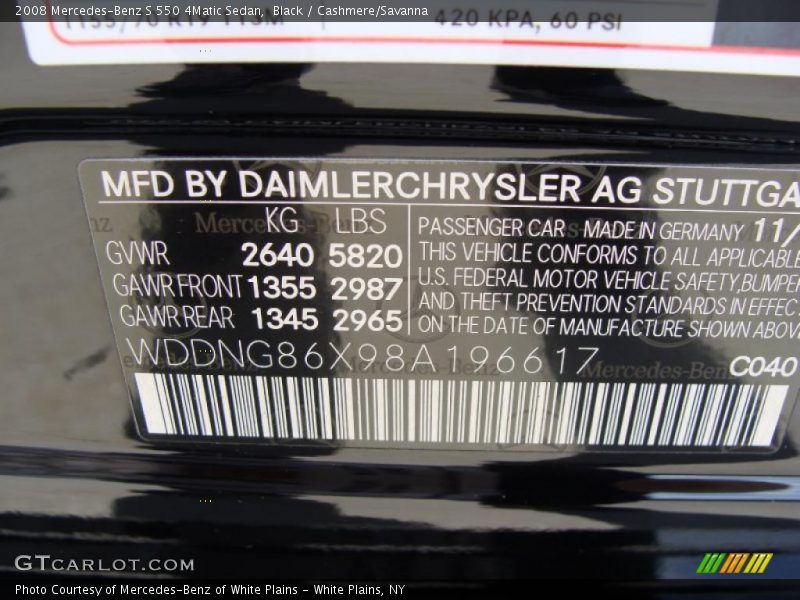 2008 Mercedes-Benz S 550 4Matic Sedan, Black / Cashmere/Savanna
420 KPA, 60 PSI
MFD BY DAIMLERCHRYSLER AG STUTTGA
KG LBS
GVWR 2640 5820
GAWR FRONT 1355 2987
GAWR REAR 1345 2965
PASSENGER CAR MADE IN GERMANY 11/
THIS VEHICLE CONFORMS TO ALL APPLICABLE
U.S. FEDERAL MOTOR VEHICLE SAFETY, BUMPER
AND THEFT PREVENTION STANDARDS IN EFFEC
ON THE DATE OF MANUFACTURE SHOWN ABOV
WDDNG86X98A196617 C040
Mercedes-Benz
GTCARLOT.COM
Photo Courtesy of Mercedes-Benz of White Plains - White Plains, NY